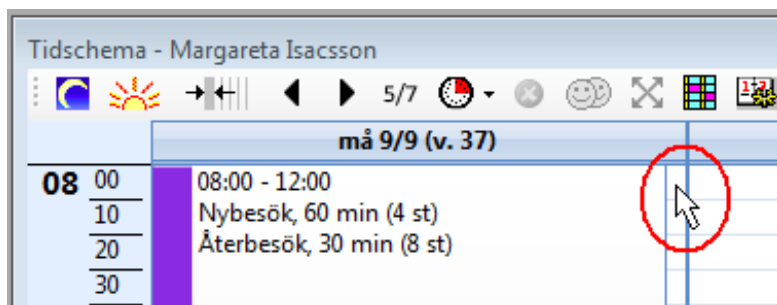 Tidschema - Margareta Isacsson
5/7
må 9/9 (v. 37)
08 00
08:00 - 12:00
10
Nybesök, 60 min (4 st)
20
Återbesök, 30 min (8 st)
30